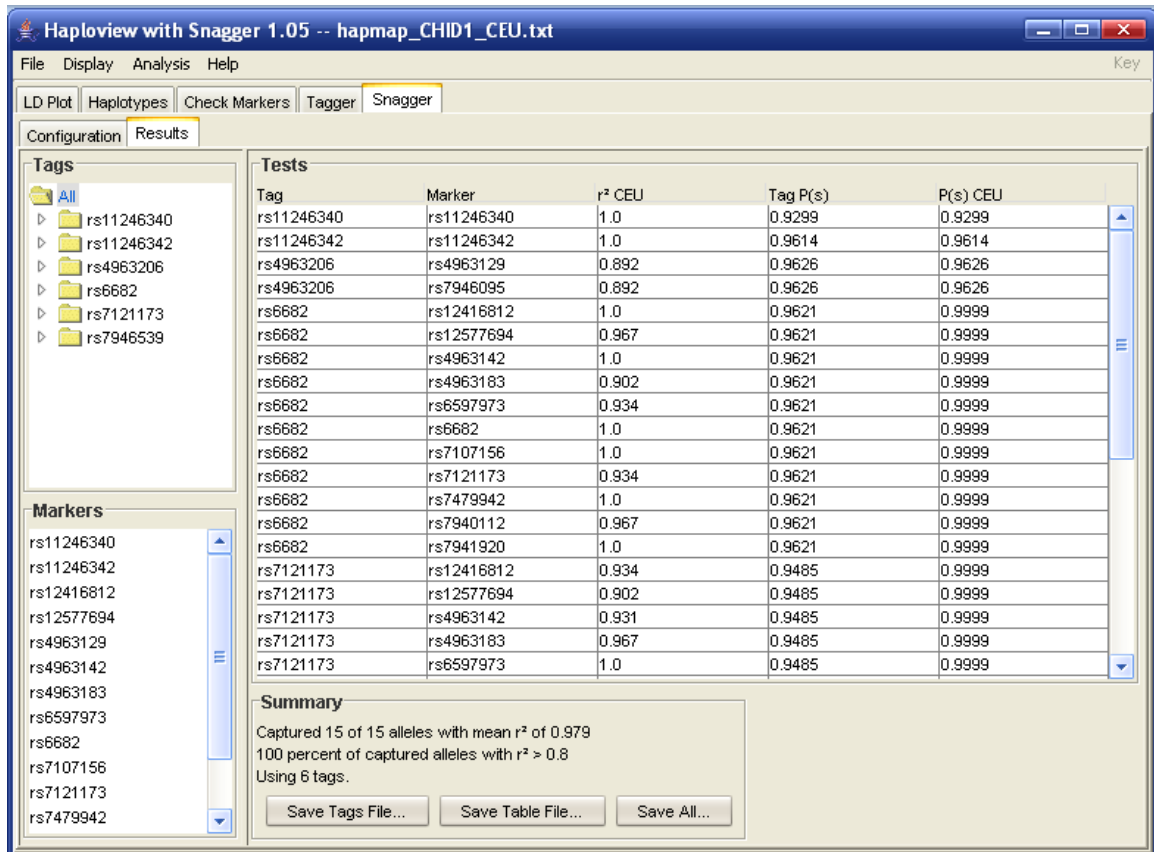 Haploview with Snagger 1.05 -- hapmap_CHID1_CEU.txt
File Display Analysis Help Key
LD Plot Haplotypes Check Markers Tagger Snagger
Configuration Results
Tags
All
rs11246340
rs11246342
rs4963206
rs6682
rs7121173
rs7946539
Markers
rs11246340
rs11246342
rs12416812
rs12577694
rs4963129
rs4963142
rs4963183
rs6597973
rs6682
rs7107156
rs7121173
rs7479942
Tests
Tag Marker r² CEU Tag P(s) P(s) CEU
rs11246340 rs11246340 1.0 0.9299 0.9299
rs11246342 rs11246342 1.0 0.9614 0.9614
rs4963206 rs4963129 0.892 0.9626 0.9626
rs4963206 rs7946095 0.892 0.9626 0.9626
rs6682 rs12416812 1.0 0.9621 0.9999
rs6682 rs12577694 0.967 0.9621 0.9999
rs6682 rs4963142 1.0 0.9621 0.9999
rs6682 rs4963183 0.902 0.9621 0.9999
rs6682 rs6597973 0.934 0.9621 0.9999
rs6682 rs6682 1.0 0.9621 0.9999
rs6682 rs7107156 1.0 0.9621 0.9999
rs6682 rs7121173 0.934 0.9621 0.9999
rs6682 rs7479942 1.0 0.9621 0.9999
rs6682 rs7940112 0.967 0.9621 0.9999
rs6682 rs7941920 1.0 0.9621 0.9999
rs7121173 rs12416812 0.934 0.9485 0.9999
rs7121173 rs12577694 0.902 0.9485 0.9999
rs7121173 rs4963142 0.931 0.9485 0.9999
rs7121173 rs4963183 0.967 0.9485 0.9999
rs7121173 rs6597973 1.0 0.9485 0.9999
Summary
Captured 15 of 15 alleles with mean r² of 0.979
100 percent of captured alleles with r² > 0.8
Using 6 tags.
Save Tags File... Save Table File... Save All...